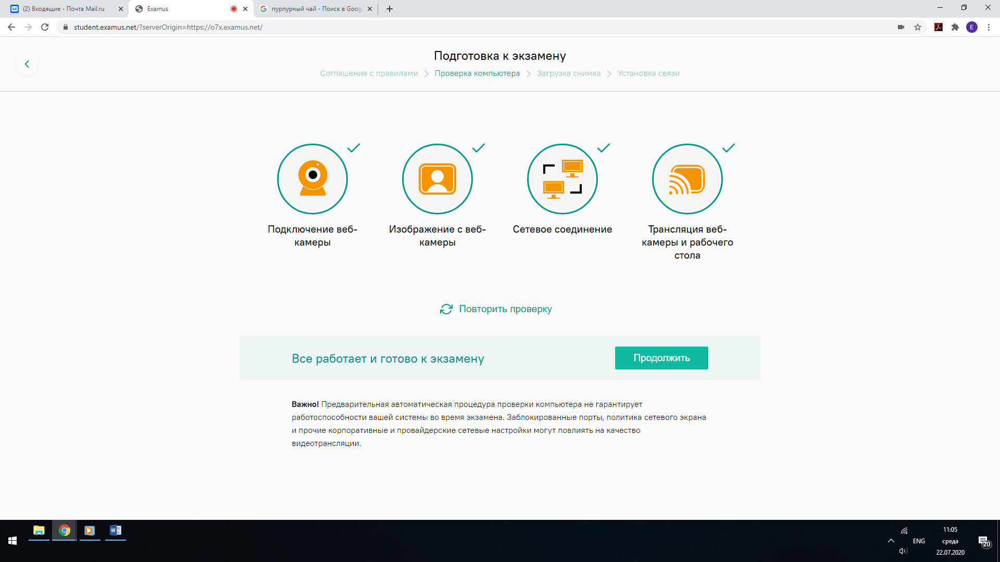 (2) Входящие - Почта Mail.ru
Examus
пурпурный чай - Поиск в Goog
student.examus.net/?serverOrigin=https://o7x.examus.net/
E
Подготовка к экзамену
Соглашение с правилами
Проверка компьютера
Загрузка снимка
Установка связи
Подключение веб-
камеры
Изображение с веб-
камеры
Сетевое соединение
Трансляция веб-
камеры и рабочего
стола
Повторить проверку
Все работает и готово к экзамену
Продолжить
Важно! Предварительная автоматическая процедура проверки компьютера не гарантирует
работоспособности вашей системы во время экзамена. Заблокированные порты, политика сетевого экрана
и прочие корпоративные и провайдерские сетевые настройки могут повлиять на качество
видеотрансляции.
W
ENG
11:05
среда
22.07.2020
20